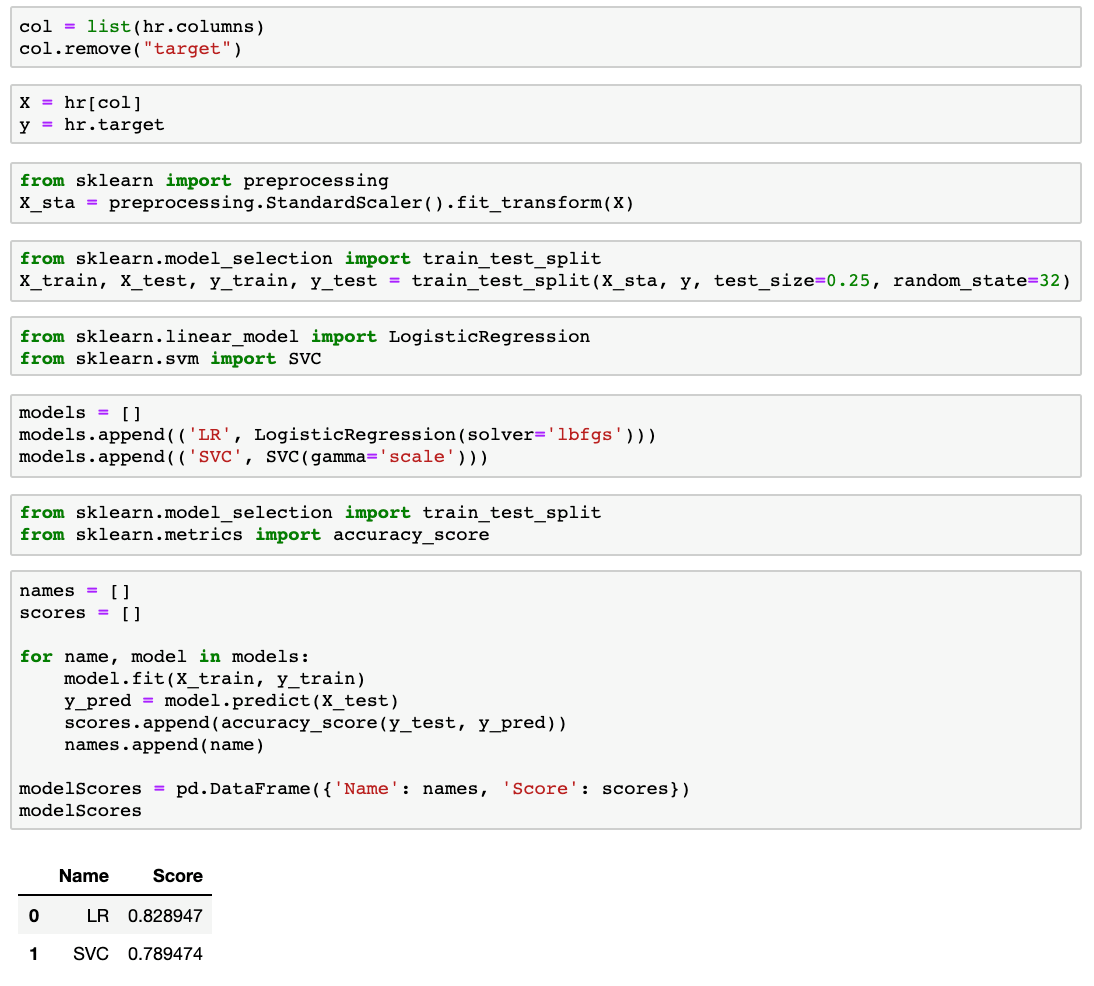 col = list(hr.columns)
col.remove("target")
X = hr[col]
y = hr.target
from sklearn import preprocessing
X_sta = preprocessing.StandardScaler().fit_transform(X)
from sklearn.model_selection import train_test_split
X_train, X_test, y_train, y_test = train_test_split(X_sta, y, test_size=0.25, random_state=32)
from sklearn.linear_model import LogisticRegression
from sklearn.svm import SVC
models = []
models.append(('LR', LogisticRegression(solver='lbfgs')))
models.append(('SVC', SVC(gamma='scale')))
from sklearn.model_selection import train_test_split
from sklearn.metrics import accuracy_score
names = []
scores = []
for name, model in models:
    model.fit(X_train, y_train)
    y_pred = model.predict(X_test)
    scores.append(accuracy_score(y_test, y_pred))
    names.append(name)
modelScores = pd.DataFrame({'Name': names, 'Score': scores})
modelScores
Name Score
0 LR 0.828947
1 SVC 0.789474